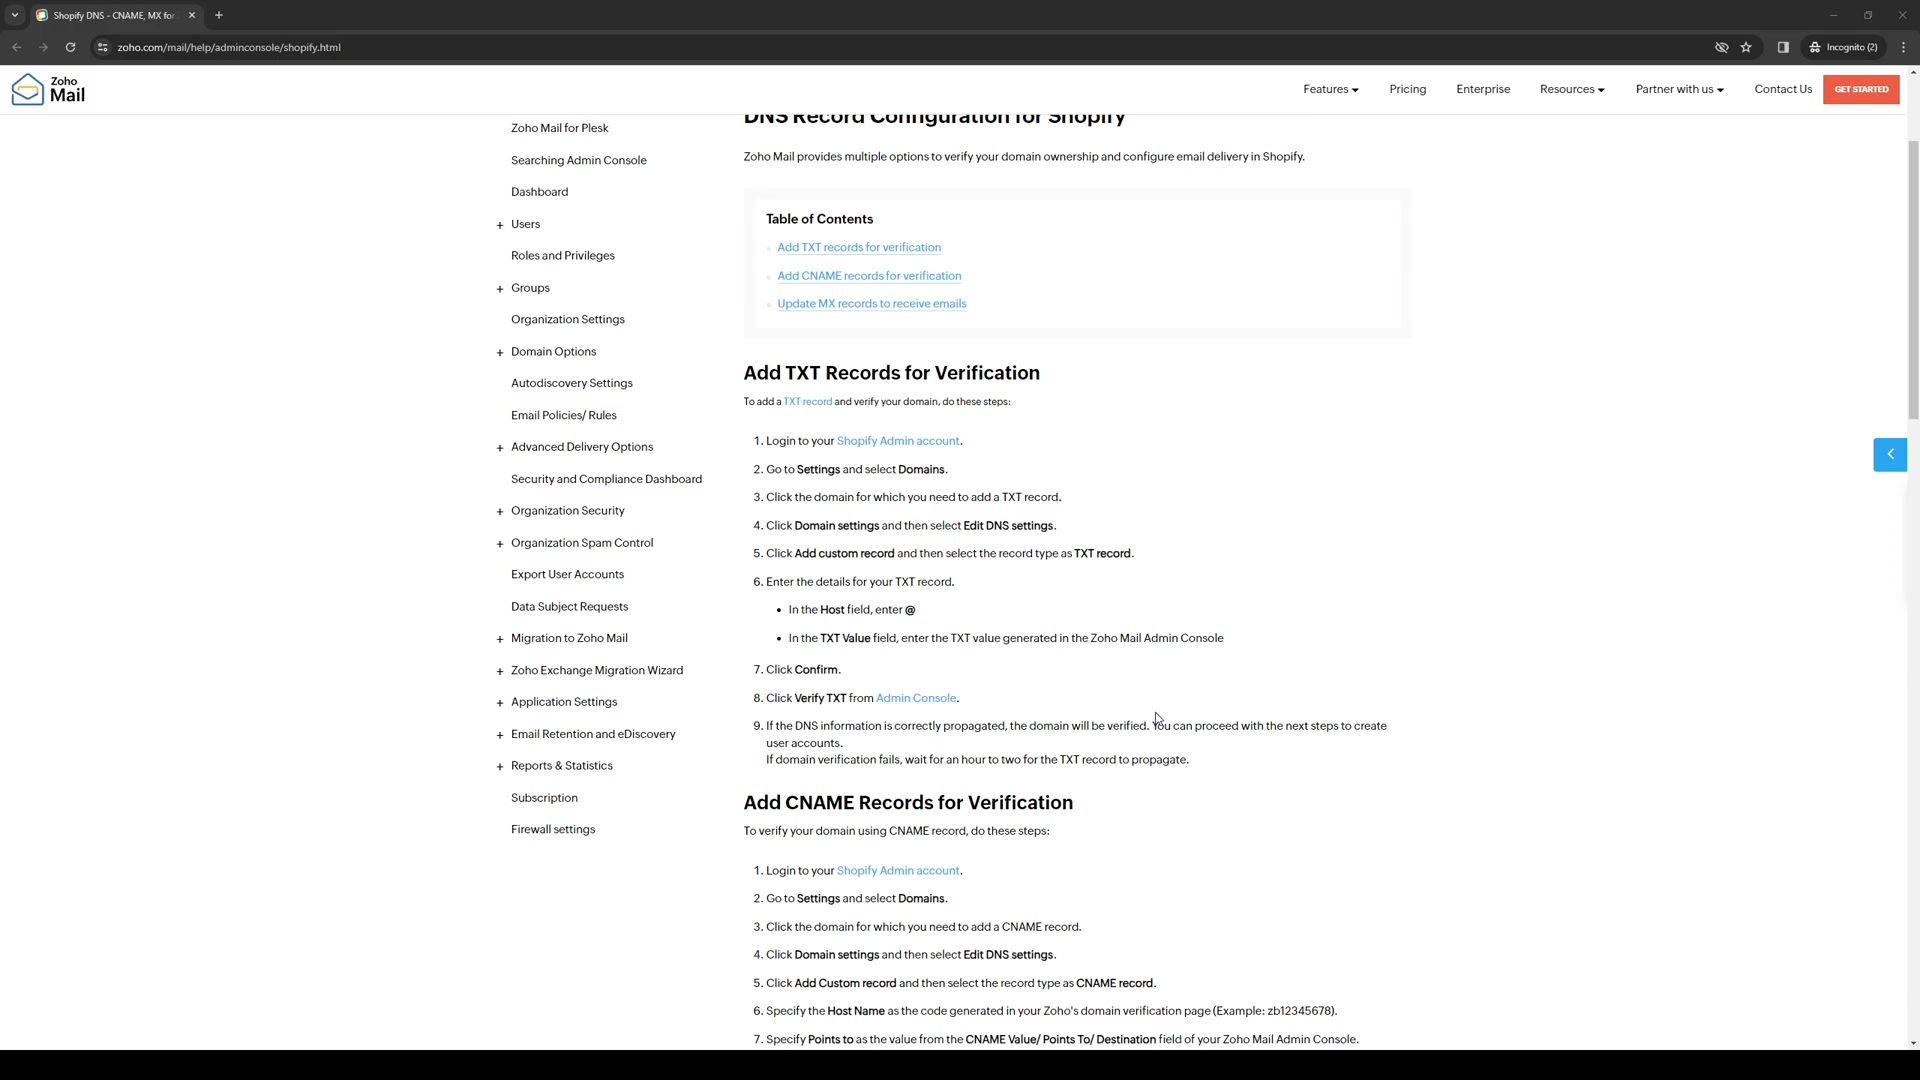 Shopify DNS - CNAME, MX for
zoho.com/mail/help/adminconsole/shopify.html
Incognito (2)
Zoho
Mail
Features
Pricing
Enterprise
Resources
Partner with us
Contact Us
GET STARTED
DNS Record Configuration for Shopify
Zoho Mail for Plesk
Searching Admin Console
Dashboard
+ Users
Roles and Privileges
+ Groups
Organization Settings
+ Domain Options
Autodiscovery Settings
Email Policies/ Rules
+ Advanced Delivery Options
Security and Compliance Dashboard
+ Organization Security
+ Organization Spam Control
Export User Accounts
Data Subject Requests
+ Migration to Zoho Mail
+ Zoho Exchange Migration Wizard
+ Application Settings
+ Email Retention and eDiscovery
+ Reports & Statistics
Subscription
Firewall settings
Zoho Mail provides multiple options to verify your domain ownership and configure email delivery in Shopify.
Table of Contents
Add TXT records for verification
Add CNAME records for verification
Update MX records to receive emails
Add TXT Records for Verification
To add a TXT record and verify your domain, do these steps:
1. Login to your Shopify Admin account.
2. Go to Settings and select Domains.
3. Click the domain for which you need to add a TXT record.
4. Click Domain settings and then select Edit DNS settings.
5. Click Add custom record and then select the record type as TXT record.
6. Enter the details for your TXT record.
• In the Host field, enter @
• In the TXT Value field, enter the TXT value generated in the Zoho Mail Admin Console
7. Click Confirm.
8. Click Verify TXT from Admin Console.
9. If the DNS information is correctly propagated, the domain will be verified. You can proceed with the next steps to create
user accounts.
If domain verification fails, wait for an hour to two for the TXT record to propagate.
Add CNAME Records for Verification
To verify your domain using CNAME record, do these steps:
1. Login to your Shopify Admin account.
2. Go to Settings and select Domains.
3. Click the domain for which you need to add a CNAME record.
4. Click Domain settings and then select Edit DNS settings.
5. Click Add Custom record and then select the record type as CNAME record.
6. Specify the Host Name as the code generated in your Zoho's domain verification page (Example: zb12345678).
7. Specify Points to as the value from the CNAME Value/ Points To/ Destination field of your Zoho Mail Admin Console.